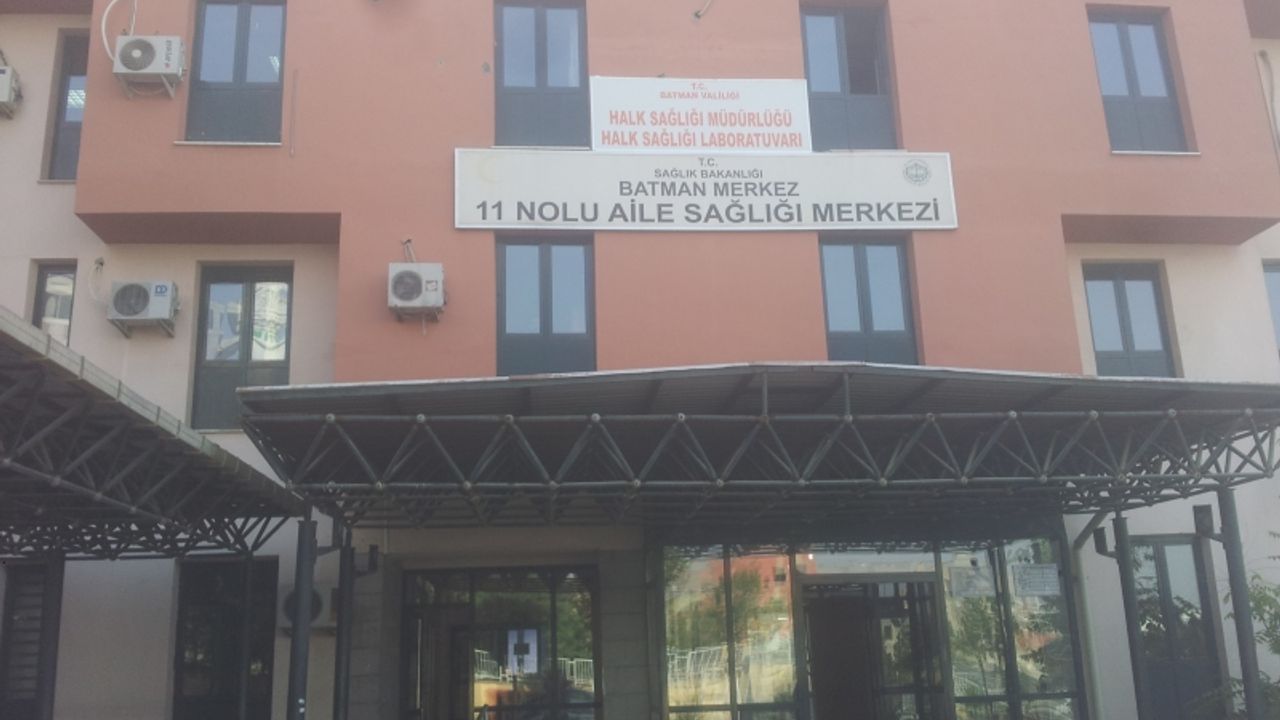 T.C.
BATMAN VALİLİĞİ
HALK SAĞLIĞI MÜDÜRLÜĞÜ
HALK SAĞLIĞI LABORATUVARI
T.C.
SAĞLIK BAKANLIĞI
BATMAN MERKEZ
11 NOLU AİLE SAĞLIĞI MERKEZİ